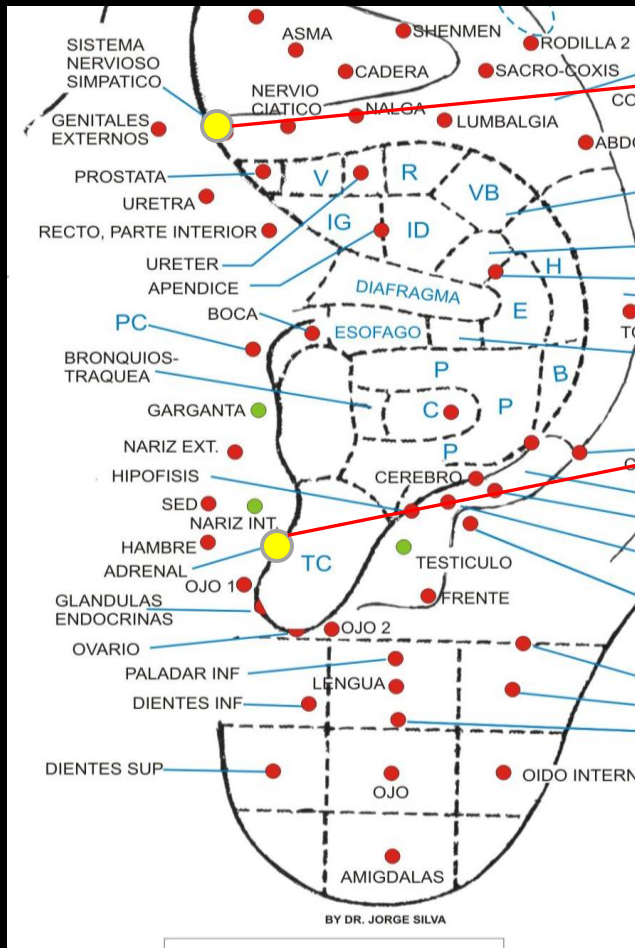 SHENMEN
ASMA
RODILLA 2
SISTEMA
NERVIOSO
SIMPATICO
CADERA
SACRO-COXIS
NERVIO
CIATICO
NALGA
CO
LUMBALGIA
GENITALES
EXTERNOS
ABDO
PROSTATA
V
R
VB
URETRA
IG
ID
RECTO, PARTE INTERIOR
URETER
H
APENDICE
DIAFRAGMA
BOCA
E
PC
ESOFAGO
TO
BRONQUIOS-
TRAQUEA
P
B
GARGANTA
C
P
NARIZ EXT.
P
HIPOFISIS
CEREBRO
SED
NARIZ INT.
HAMBRE
ADRENAL
TC
TESTICULO
OJO 1
GLANDULAS
ENDOCRINAS
FRENTE
OVARIO
OJO 2
PALADAR INF
LENGUA
DIENTES INF
DIENTES SUP
OJO
OIDO INTERN
AMIGDALAS
BY DR. JORGE SILVA